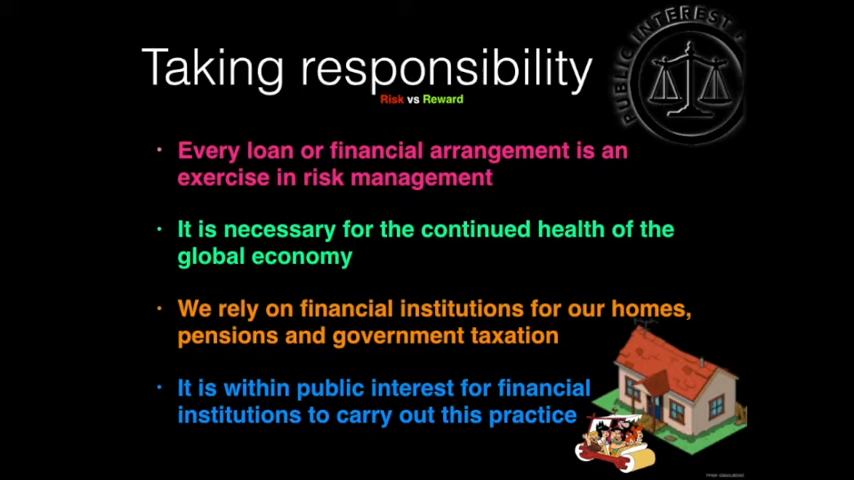 Taking responsibility
Risk vs Reward
PUBLIC INTEREST
• Every loan or financial arrangement is an
exercise in risk management
• It is necessary for the continued health of the
global economy
• We rely on financial institutions for our homes,
pensions and government taxation
• It is within public interest for financial
institutions to carry out this practice